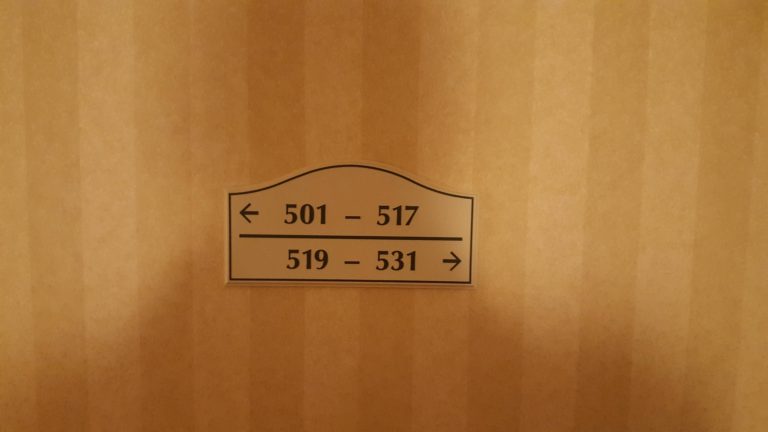 ← 501 – 517
519 – 531 →